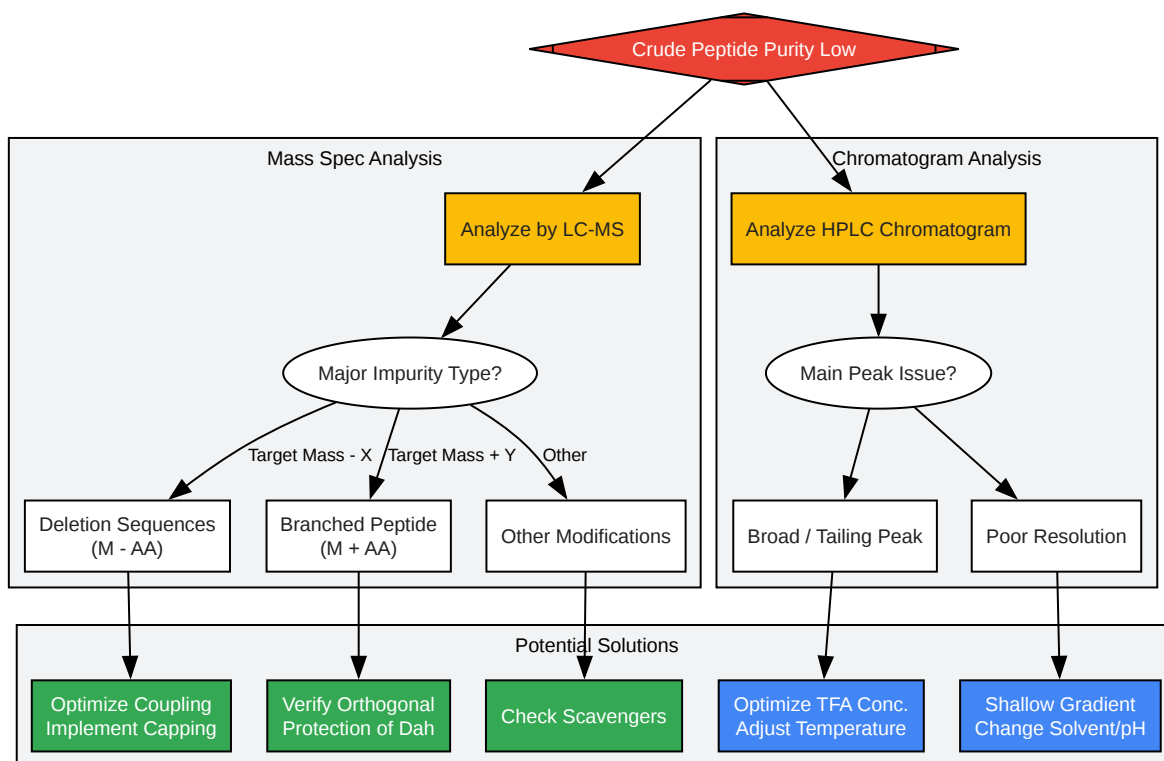 Crude Peptide Purity Low
Mass Spec Analysis
Chromatogram Analysis
Analyze by LC-MS
Analyze HPLC Chromatogram
Major Impurity Type?
Main Peak Issue?
Target Mass - X
Target Mass + Y
Other
Deletion Sequences
(M - AA)
Branched Peptide
(M + AA)
Other Modifications
Broad / Tailing Peak
Poor Resolution
Potential Solutions
Optimize Coupling
Implement Capping
Verify Orthogonal
Protection of Dah
Check Scavengers
Optimize TFA Conc.
Adjust Temperature
Shallow Gradient
Change Solvent/pH